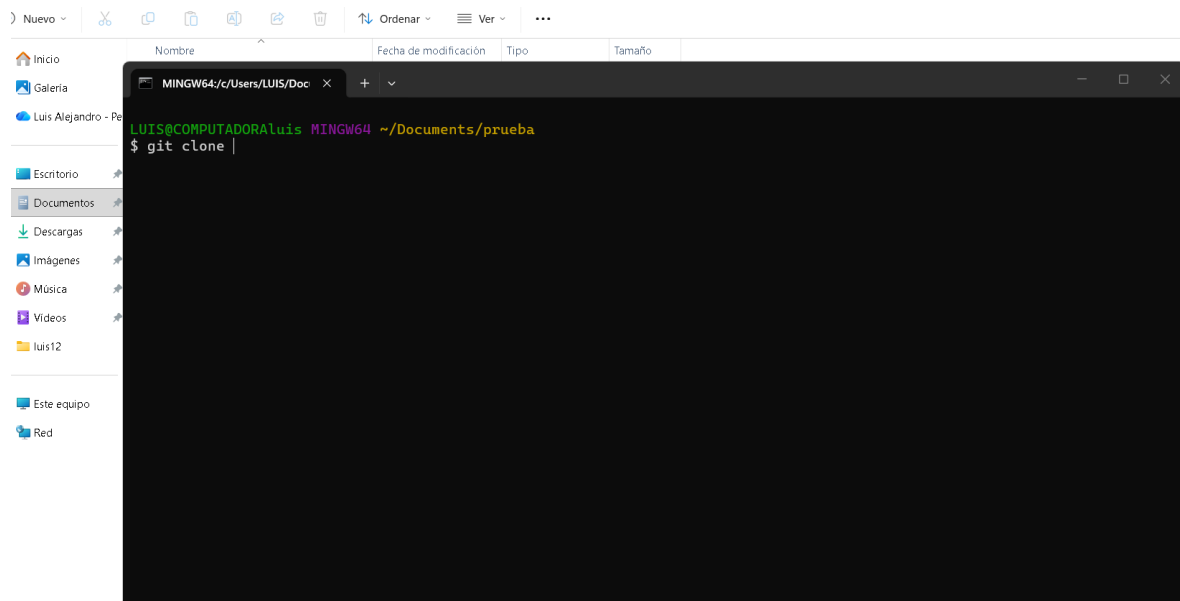 Nuevo
Ordenar
Ver
Nombre
Fecha de modificación
Tipo
Tamaño
Inicio
Galería
Luis Alejandro - Pe
Escritorio
Documentos
Descargas
Imágenes
Música
Vídeos
luis12
Este equipo
Red
MINGW64:/c/Users/LUIS/Doc
LUIS@COMPUTADORAluis MINGW64 ~/Documents/prueba
$ git clone